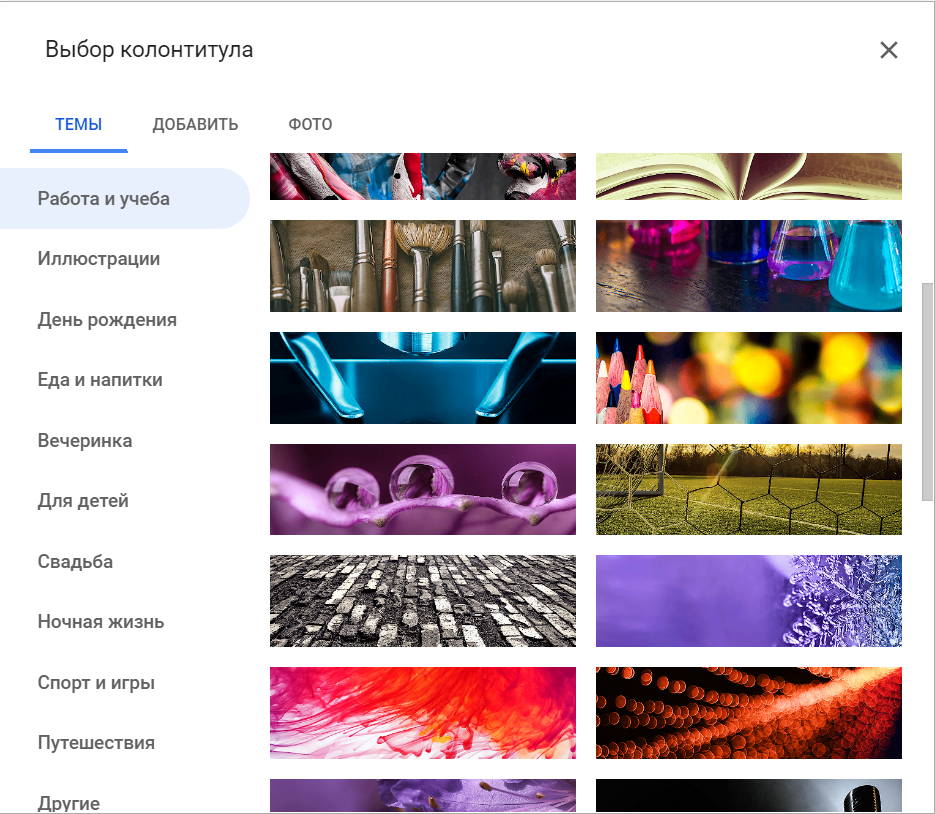 Выбор колонтитула
ТЕМЫ ДОБАВИТЬ ФОТО
Работа и учеба
Иллюстрации
День рождения
Еда и напитки
Вечеринка
Для детей
Свадьба
Ночная жизнь
Спорт и игры
Путешествия
Другие